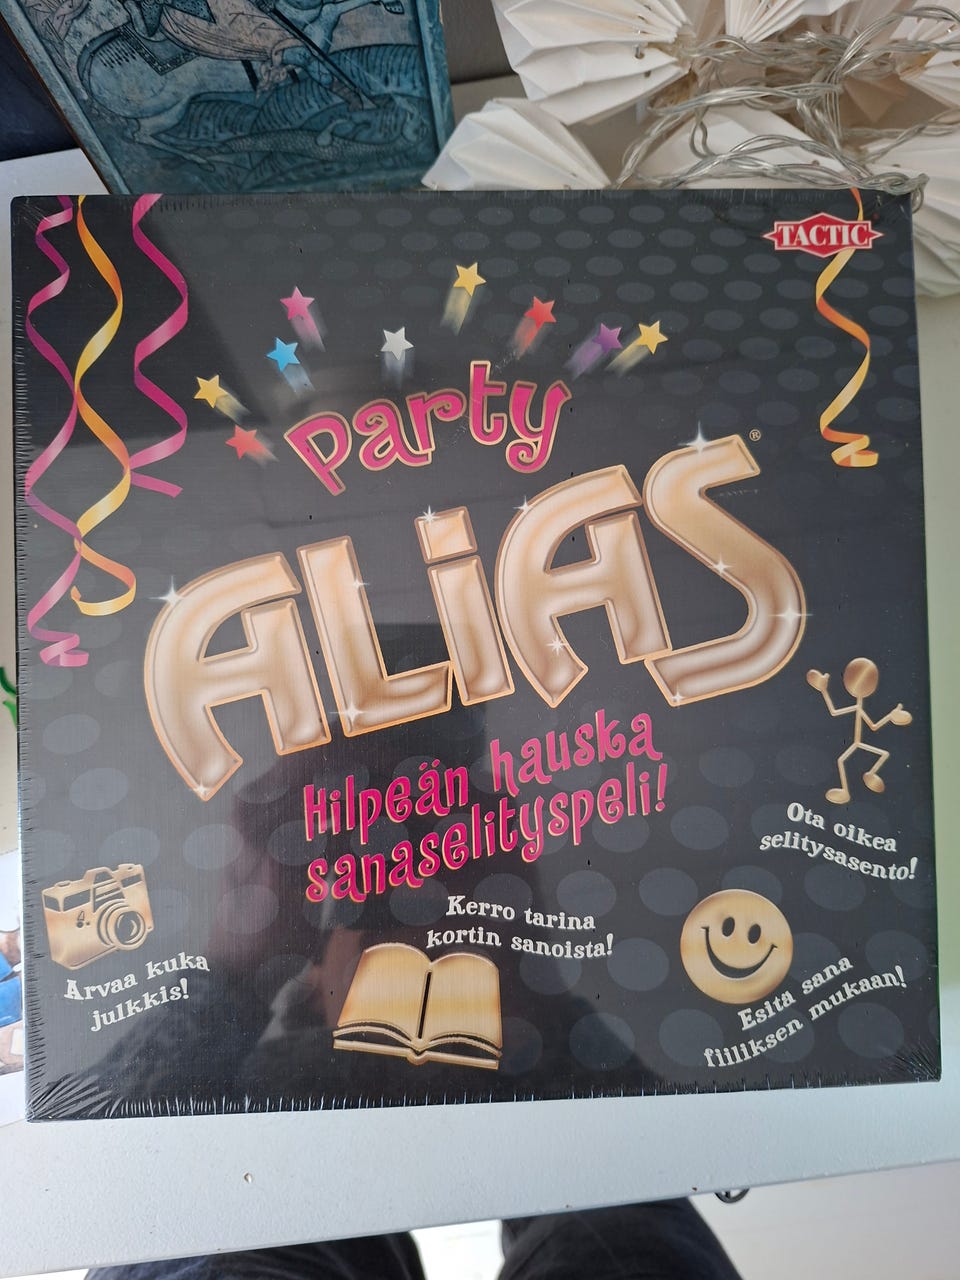 TACTIC
Party
ALiAS®
Hilpeän hauska
sanaselityspeli!
Ota oikea
selitysasento!
Kerro tarina
kortin sanoista!
Arvaa kuka
julkkis!
Esitä sana
fiiliksen mukaan!